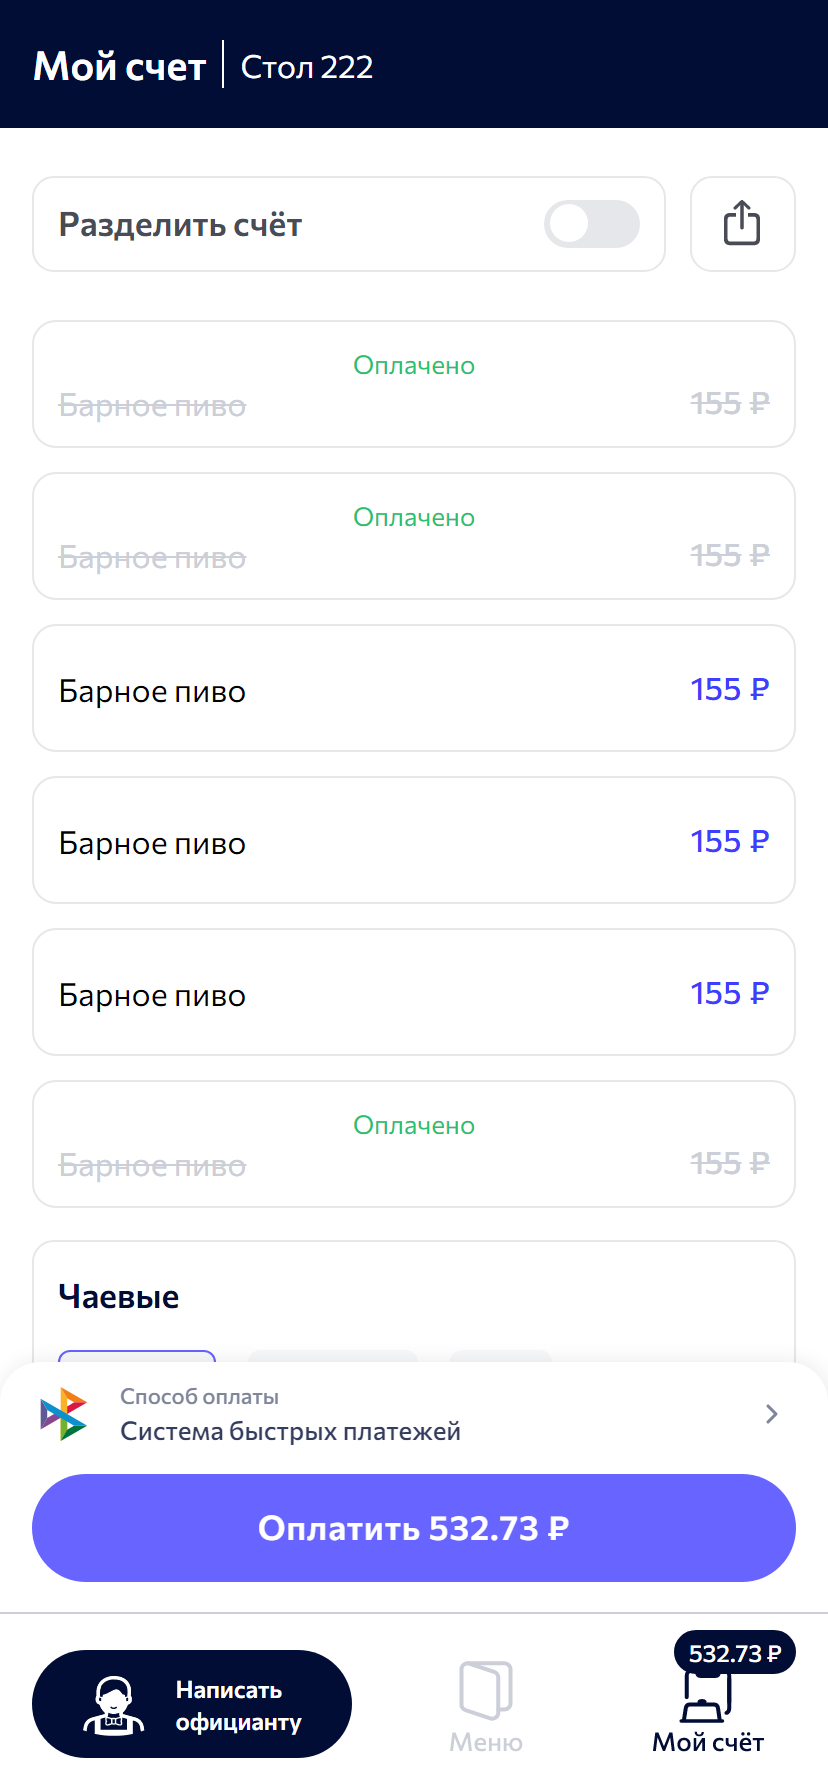 Мой счет | Стол 222
Разделить счёт
Оплачено
Барное пиво 155 ₽
Оплачено
Барное пиво 155 ₽
Барное пиво 155 ₽
Барное пиво 155 ₽
Барное пиво 155 ₽
Оплачено
Барное пиво 155 ₽
Чаевые
Способ оплаты
Система быстрых платежей
Оплатить 532.73 ₽
532.73 ₽
Написать
официанту
Меню
Мой счёт